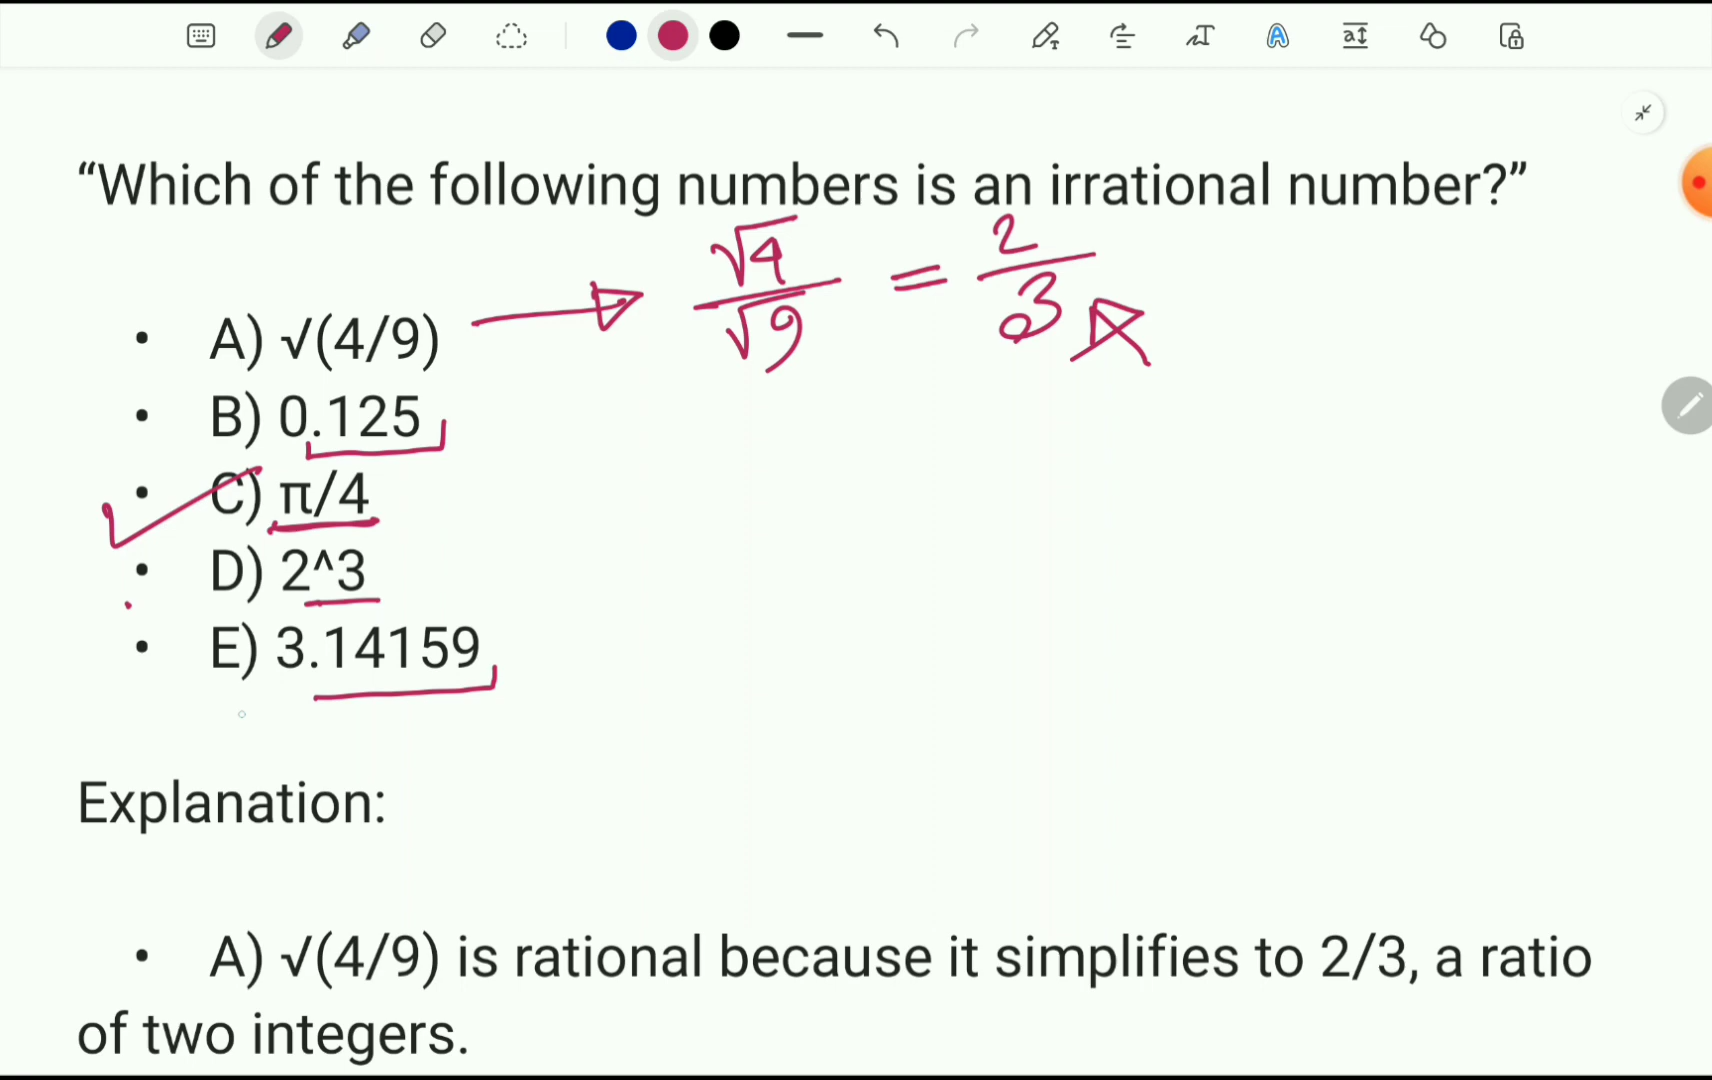 “Which of the following numbers is an irrational number?”
• A) √(4/9) √4/√9 = 2/3
• B) 0.125
• C) π/4
• D) 2^3
• E) 3.14159
Explanation:
• A) √(4/9) is rational because it simplifies to 2/3, a ratio
of two integers.